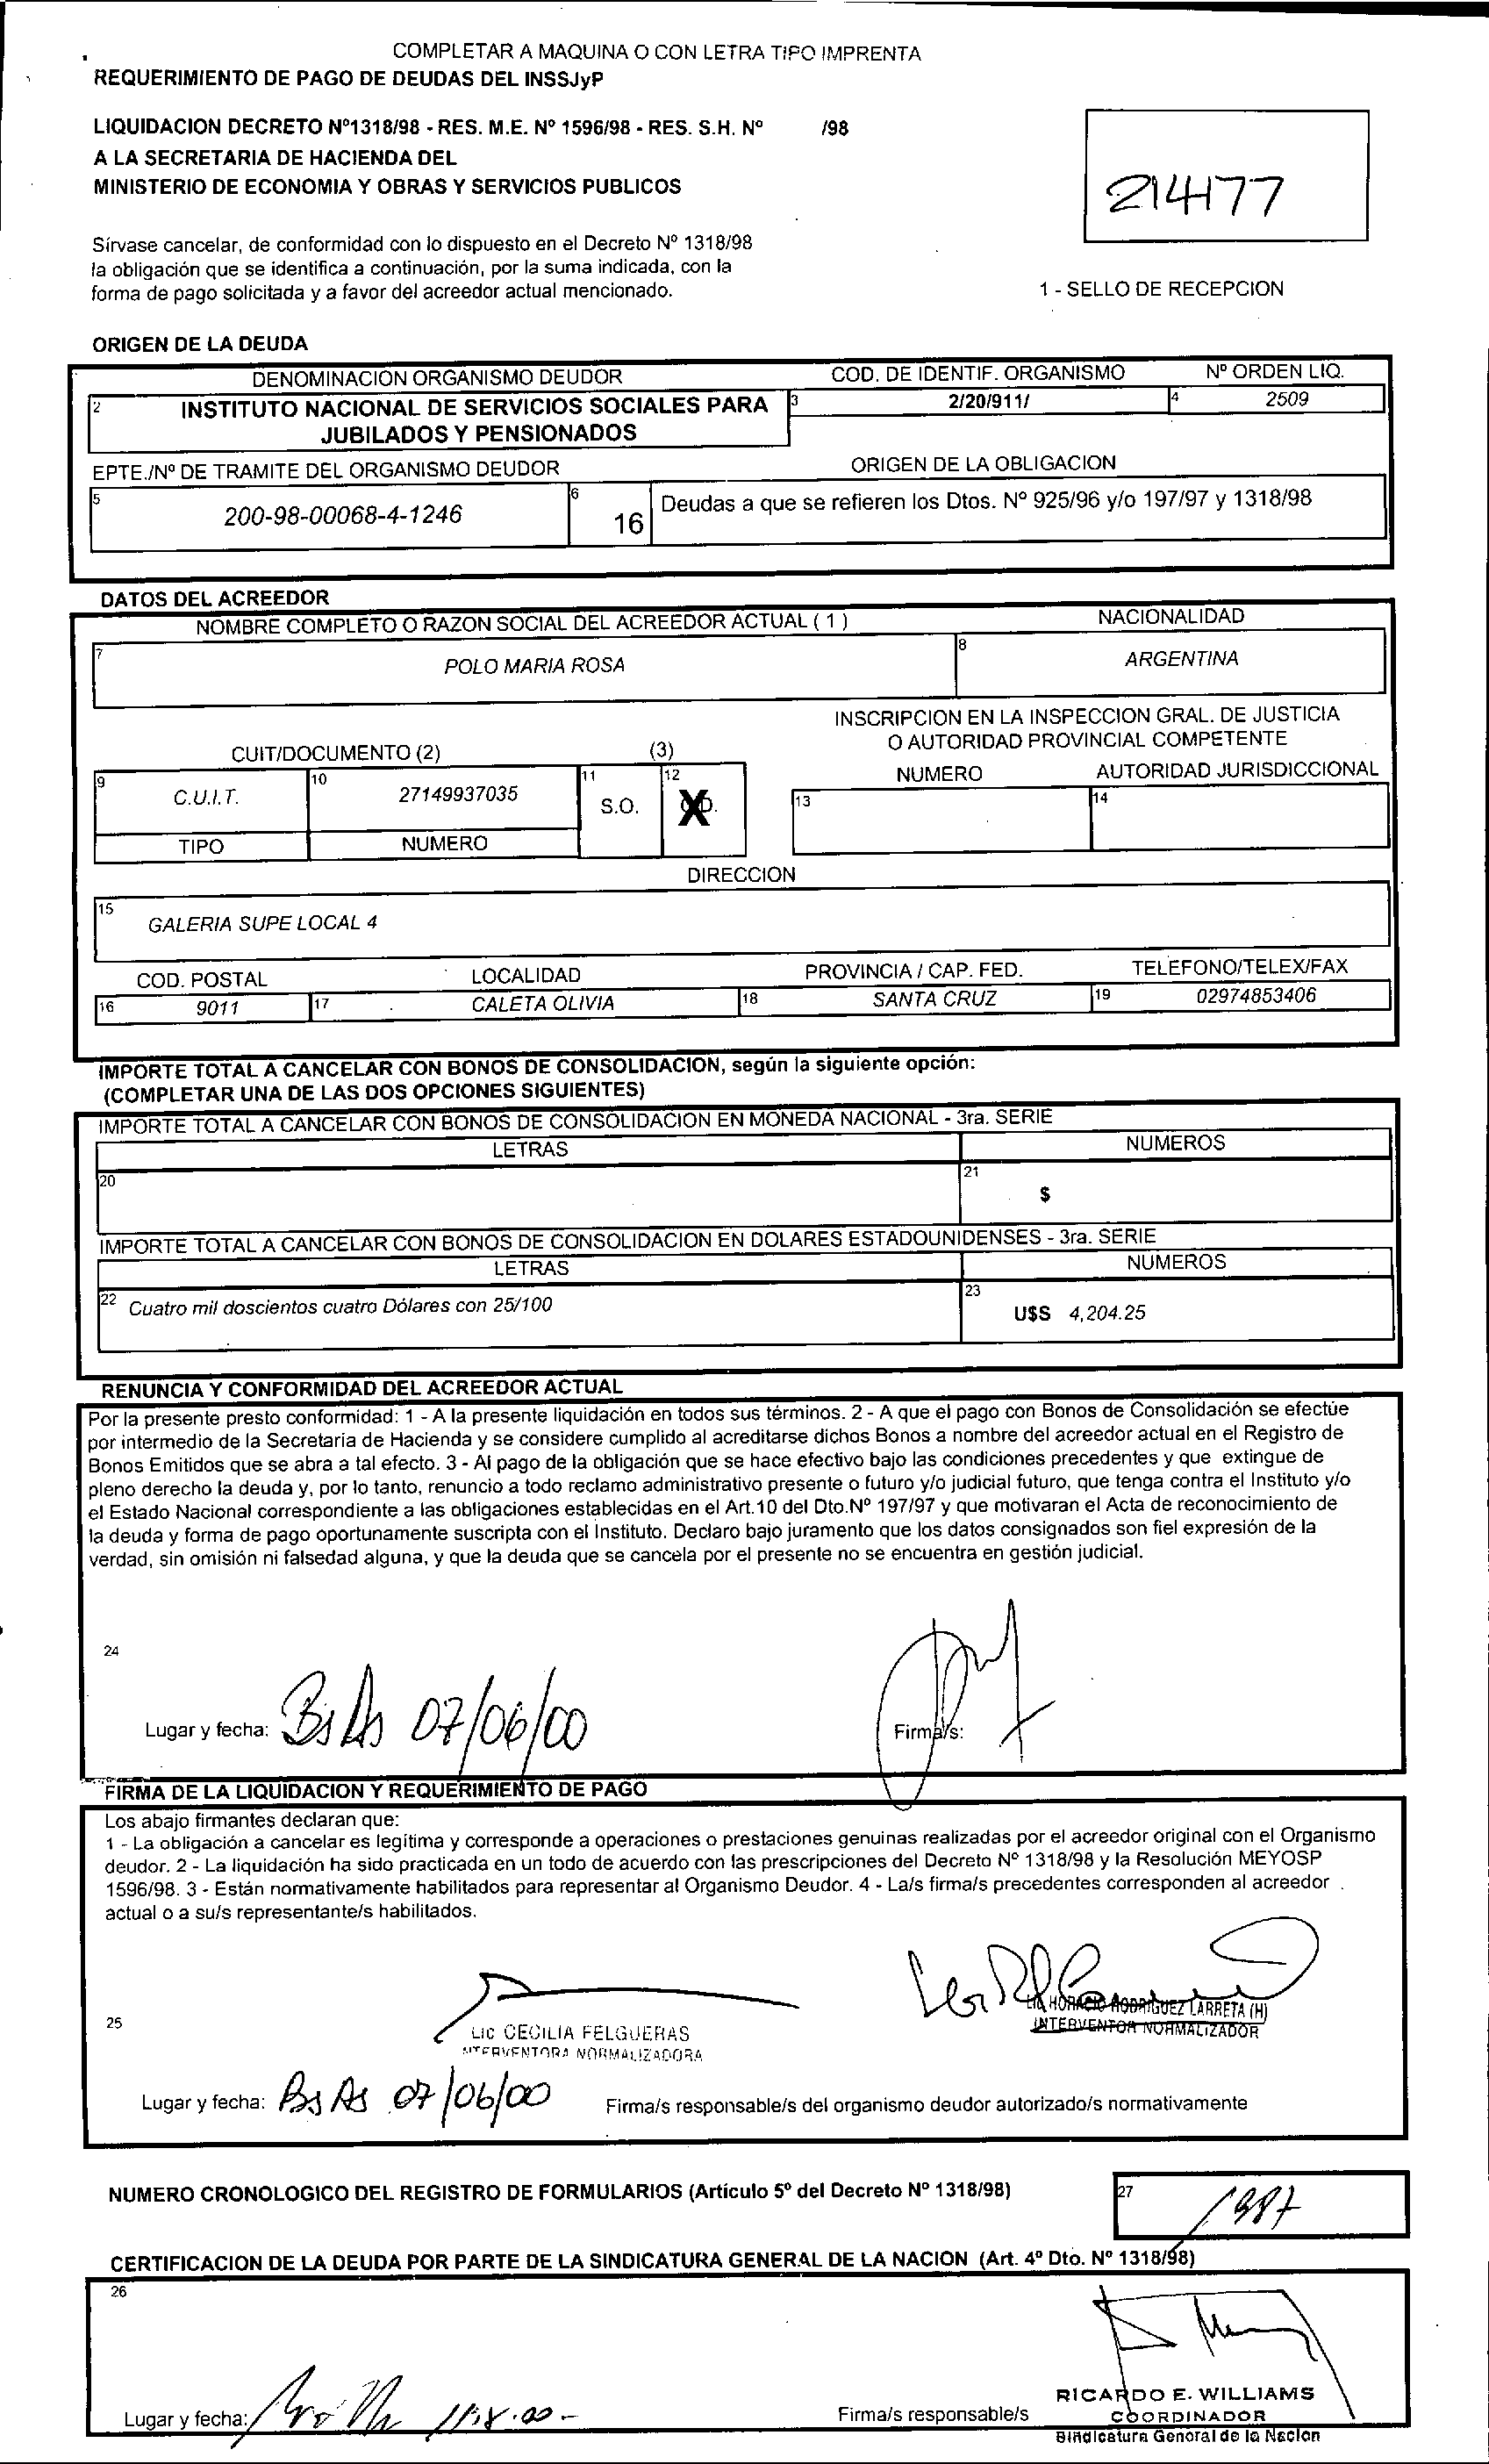 COMPLETAR A MAQUINA O CON LETRA TIPO IMPRENTA
REQUERIMIENTO DE PAGO DE DEUDAS DEL INSSJyP
LIQUIDACION DECRETO Nº1318/98 - RES. M.E. Nº 1596/98 - RES. S.H. Nº /98
A LA SECRETARIA DE HACIENDA DEL
MINISTERIO DE ECONOMIA Y OBRAS Y SERVICIOS PUBLICOS
214177
Sírvase cancelar, de conformidad con lo dispuesto en el Decreto Nº 1318/98
la obligación que se identifica a continuación, por la suma indicada, con la
forma de pago solicitada y a favor del acreedor actual mencionado.
1 - SELLO DE RECEPCION
ORIGEN DE LA DEUDA
DENOMINACION ORGANISMO DEUDOR COD. DE IDENTIF. ORGANISMO Nº ORDEN LIQ.
2 INSTITUTO NACIONAL DE SERVICIOS SOCIALES PARA 3 2/20/911/ 4 2509
JUBILADOS Y PENSIONADOS
EPTE./Nº DE TRAMITE DEL ORGANISMO DEUDOR ORIGEN DE LA OBLIGACION
5 200-98-00068-4-1246 6 16 Deudas a que se refieren los Dtos. Nº 925/96 y/o 197/97 y 1318/98
DATOS DEL ACREEDOR
NOMBRE COMPLETO O RAZON SOCIAL DEL ACREEDOR ACTUAL ( 1 ) NACIONALIDAD
7 POLO MARIA ROSA 8 ARGENTINA
INSCRIPCION EN LA INSPECCION GRAL. DE JUSTICIA
CUIT/DOCUMENTO (2) (3) O AUTORIDAD PROVINCIAL COMPETENTE
NUMERO AUTORIDAD JURISDICCIONAL
9 C.U.I.T. 10 27149937035 11 S.O. 12 X 13 14
TIPO NUMERO
DIRECCION
15 GALERIA SUPE LOCAL 4
COD. POSTAL LOCALIDAD PROVINCIA / CAP. FED. TELEFONO/TELEX/FAX
16 9011 17 CALETA OLIVIA 18 SANTA CRUZ 19 02974853406
IMPORTE TOTAL A CANCELAR CON BONOS DE CONSOLIDACION, según la siguiente opción:
(COMPLETAR UNA DE LAS DOS OPCIONES SIGUIENTES)
IMPORTE TOTAL A CANCELAR CON BONOS DE CONSOLIDACION EN MONEDA NACIONAL - 3ra. SERIE
LETRAS NUMEROS
20 21 $
IMPORTE TOTAL A CANCELAR CON BONOS DE CONSOLIDACION EN DOLARES ESTADOUNIDENSES - 3ra. SERIE
LETRAS NUMEROS
22 Cuatro mil doscientos cuatro Dólares con 25/100 23 U$S 4,204.25
RENUNCIA Y CONFORMIDAD DEL ACREEDOR ACTUAL
Por la presente presto conformidad: 1 - A la presente liquidación en todos sus términos. 2 - A que el pago con Bonos de Consolidación se efectúe
por intermedio de la Secretaría de Hacienda y se considere cumplido al acreditarse dichos Bonos a nombre del acreedor actual en el Registro de
Bonos Emitidos que se abra a tal efecto. 3 - Al pago de la obligación que se hace efectivo bajo las condiciones precedentes y que extingue de
pleno derecho la deuda y, por lo tanto, renuncio a todo reclamo administrativo presente o futuro y/o judicial futuro, que tenga contra el Instituto y/o
el Estado Nacional correspondiente a las obligaciones establecidas en el Art.10 del Dto.Nº 197/97 y que motivaran el Acta de reconocimiento de
la deuda y forma de pago oportunamente suscripta con el Instituto. Declaro bajo juramento que los datos consignados son fiel expresión de la
verdad, sin omisión ni falsedad alguna, y que la deuda que se cancela por el presente no se encuentra en gestión judicial.
24
Lugar y fecha: Bs As 07/06/00 Firma/s:
FIRMA DE LA LIQUIDACION Y REQUERIMIENTO DE PAGO
Los abajo firmantes declaran que:
1 - La obligación a cancelar es legítima y corresponde a operaciones o prestaciones genuinas realizadas por el acreedor original con el Organismo
deudor. 2 - La liquidación ha sido practicada en un todo de acuerdo con las prescripciones del Decreto Nº 1318/98 y la Resolución MEYOSP
1596/98. 3 - Están normativamente habilitados para representar al Organismo Deudor. 4 - La/s firma/s precedentes corresponden al acreedor
actual o a su/s representante/s habilitados.
25
LIC HORACIO RODRIGUEZ LARRETA (H)
INTERVENTOR NORMALIZADOR
LIC CECILIA FELGUERAS
INTERVENTORA NORMALIZADORA
Lugar y fecha: Bs As 07/06/00 Firma/s responsable/s del organismo deudor autorizado/s normativamente
NUMERO CRONOLOGICO DEL REGISTRO DE FORMULARIOS (Artículo 5º del Decreto Nº 1318/98) 27 1987
CERTIFICACION DE LA DEUDA POR PARTE DE LA SINDICATURA GENERAL DE LA NACION (Art. 4º Dto. Nº 1318/98)
26
Lugar y fecha: Firma/s responsable/s
RICARDO E. WILLIAMS
COORDINADOR
Sindicatura General de la Nación